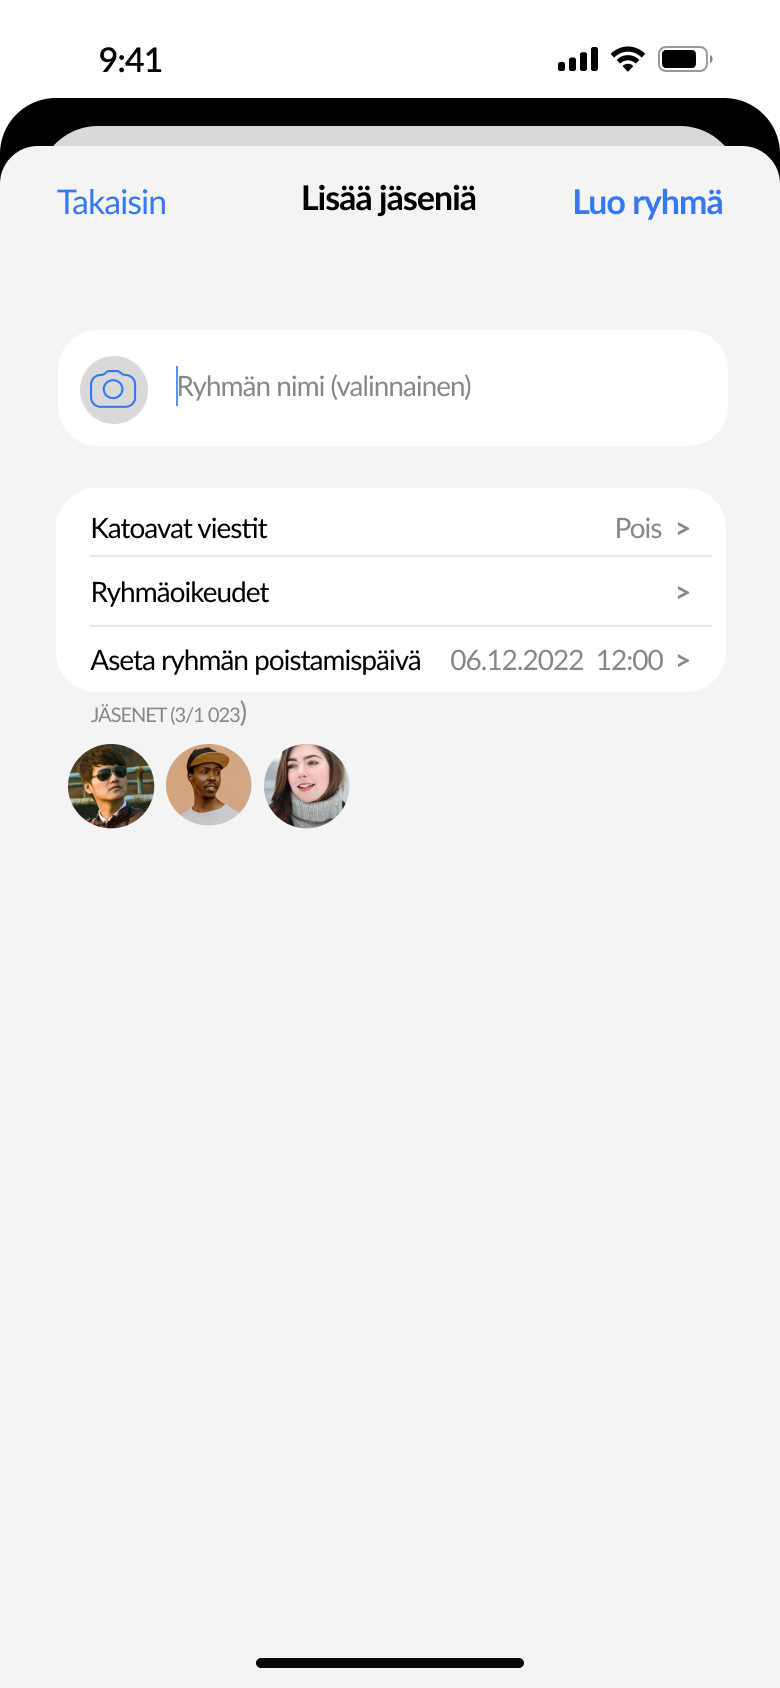 9:41
Takaisin Lisää jäseniä Luo ryhmä
Ryhmän nimi (valinnainen)
Katoavat viestit Pois >
Ryhmäoikeudet >
Aseta ryhmän poistamispäivä 06.12.2022 12:00 >
JÄSENET (3/1 023)